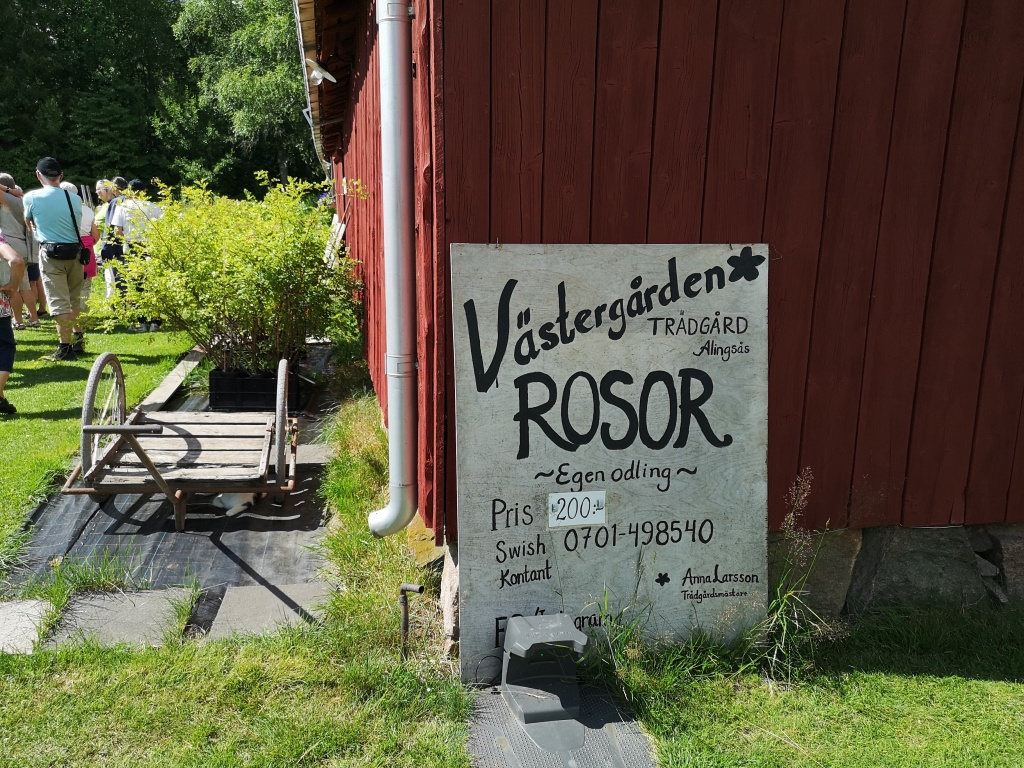 Västergården
TRÄDGÅRD
Alingsås
ROSOR
~Egen odling~
Pris 200:-
Swish 0701-498540
Kontant
Anna Larsson
Trädgårdsmästare